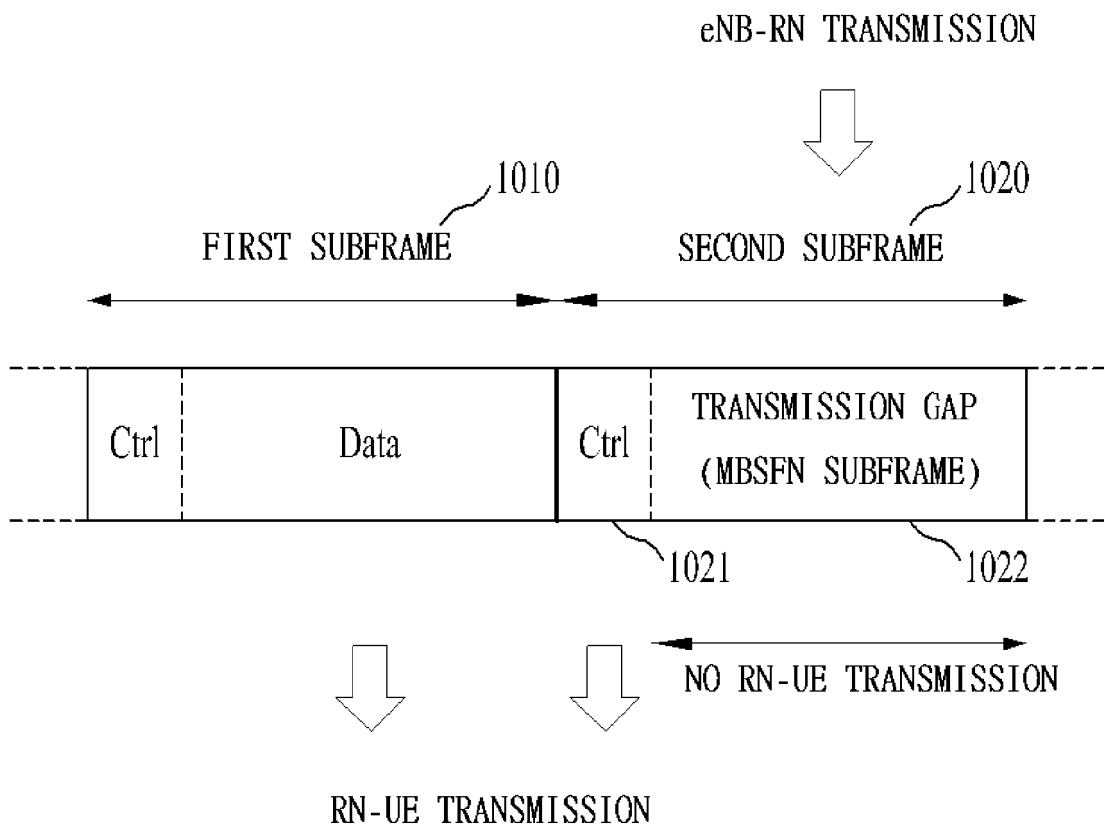 eNB-RN TRANSMISSION
1010
1020
FIRST SUBFRAME
SECOND SUBFRAME
Ctrl
Data
Ctrl
TRANSMISSION GAP
(MBSFN SUBFRAME)
1021
1022
NO RN-UE TRANSMISSION
RN-UE TRANSMISSION